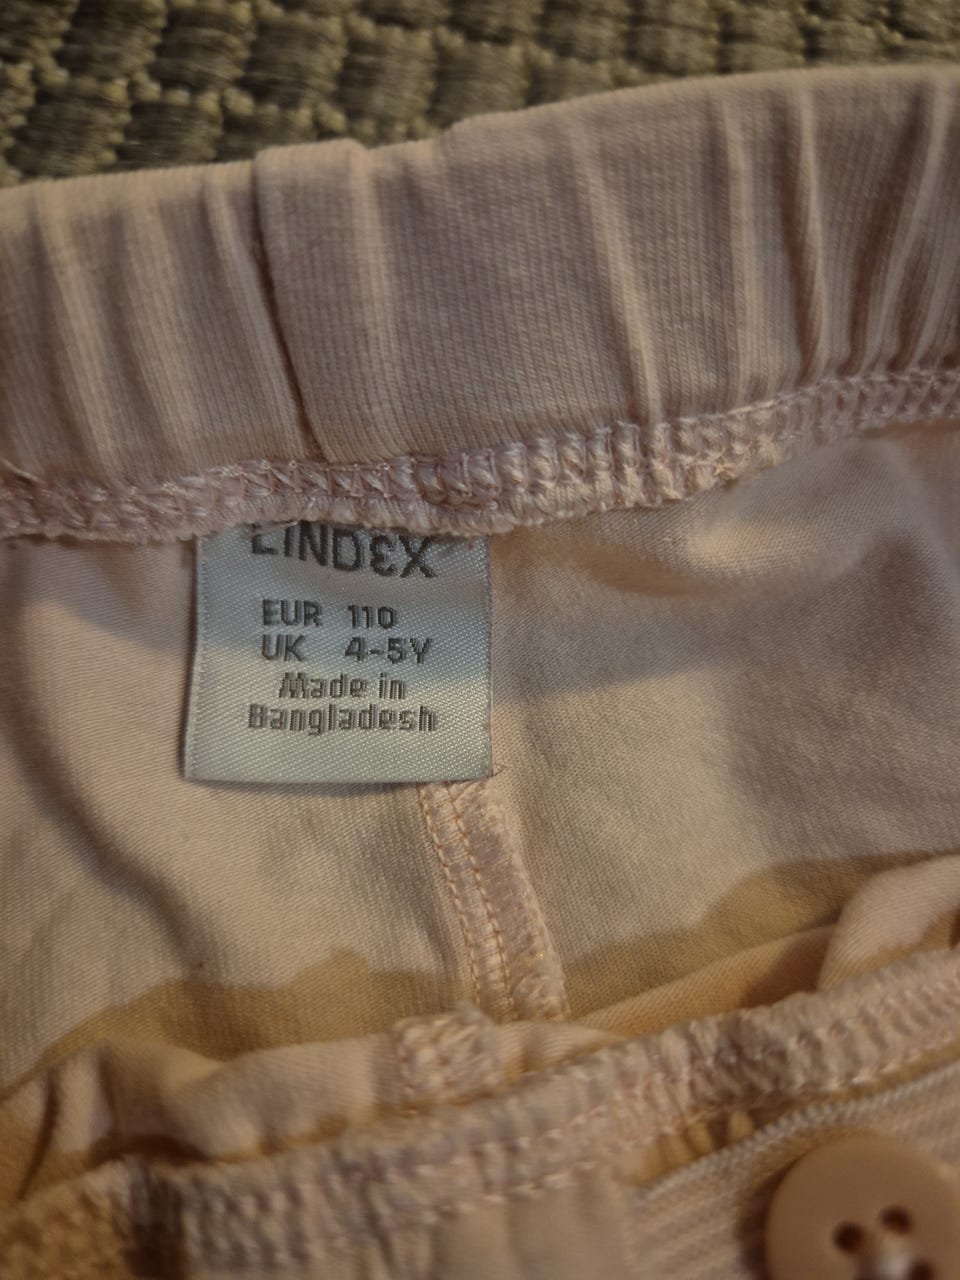 LINDEX
EUR 110
UK 4-5Y
Made in
Bangladesh